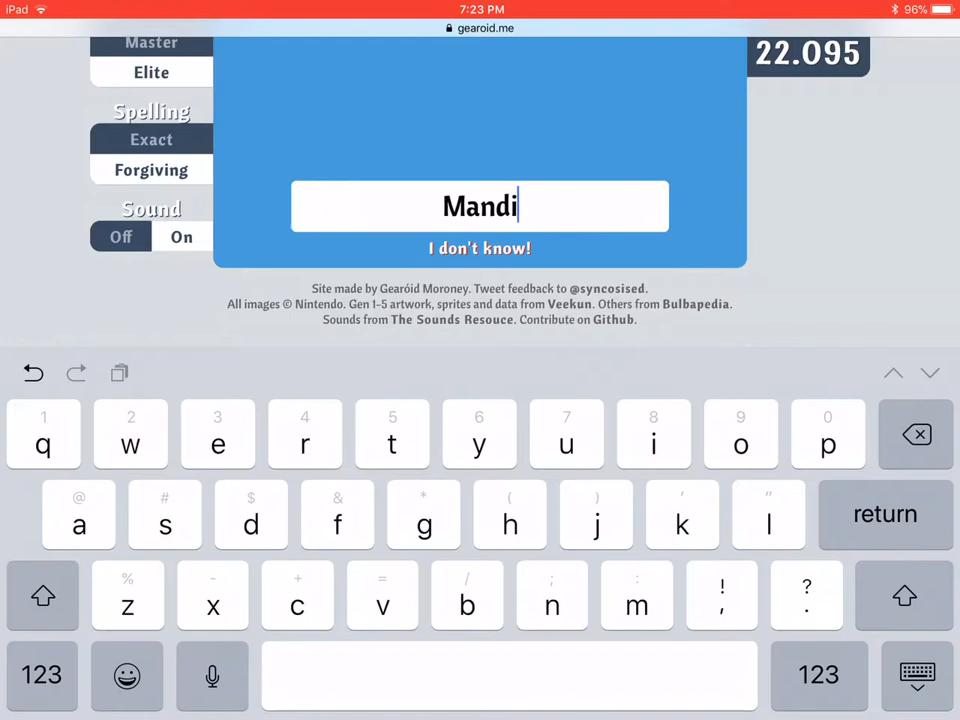 iPad 7:23 PM 96%
gearoid.me
Master
22.095
Elite
Spelling
Exact
Forgiving
Sound
Off On
Mandi
I don't know!
Site made by Gearóid Moroney. Tweet feedback to @syncosised.
All images © Nintendo. Gen 1-5 artwork, sprites and data from Veekun. Others from Bulbapedia.
Sounds from The Sounds Resouce. Contribute on Github.
1 2 3 4 5 6 7 8 9 0
q w e r t y u i o p
@ # $ & * ( ) ' "
a s d f g h j k l return
% - + = / ; : ! ?
z x c v b n m , .
123 123